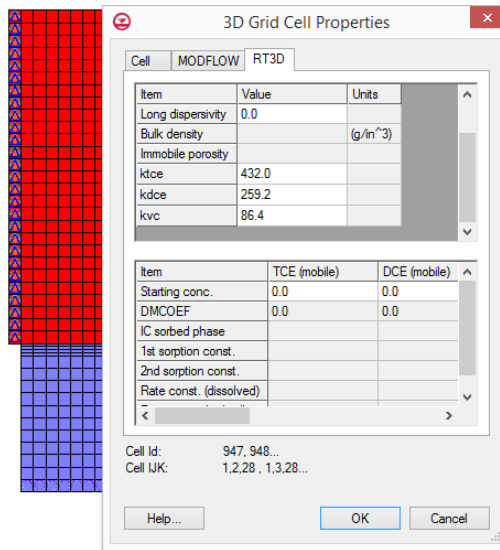 3D Grid Cell Properties
Cell MODFLOW RT3D
Item Value Units
Long dispersivity 0.0
Bulk density (g/in^3)
Immobile porosity
ktce 432.0
kdce 259.2
kvc 86.4
Item TCE (mobile) DCE (mobile)
Starting conc. 0.0 0.0
DMCOEF 0.0 0.0
IC sorbed phase
1st sorption const.
2nd sorption const.
Rate const. (dissolved)
Cell Id: 947, 948...
Cell IJK: 1,2,28 , 1,3,28...
Help... OK Cancel